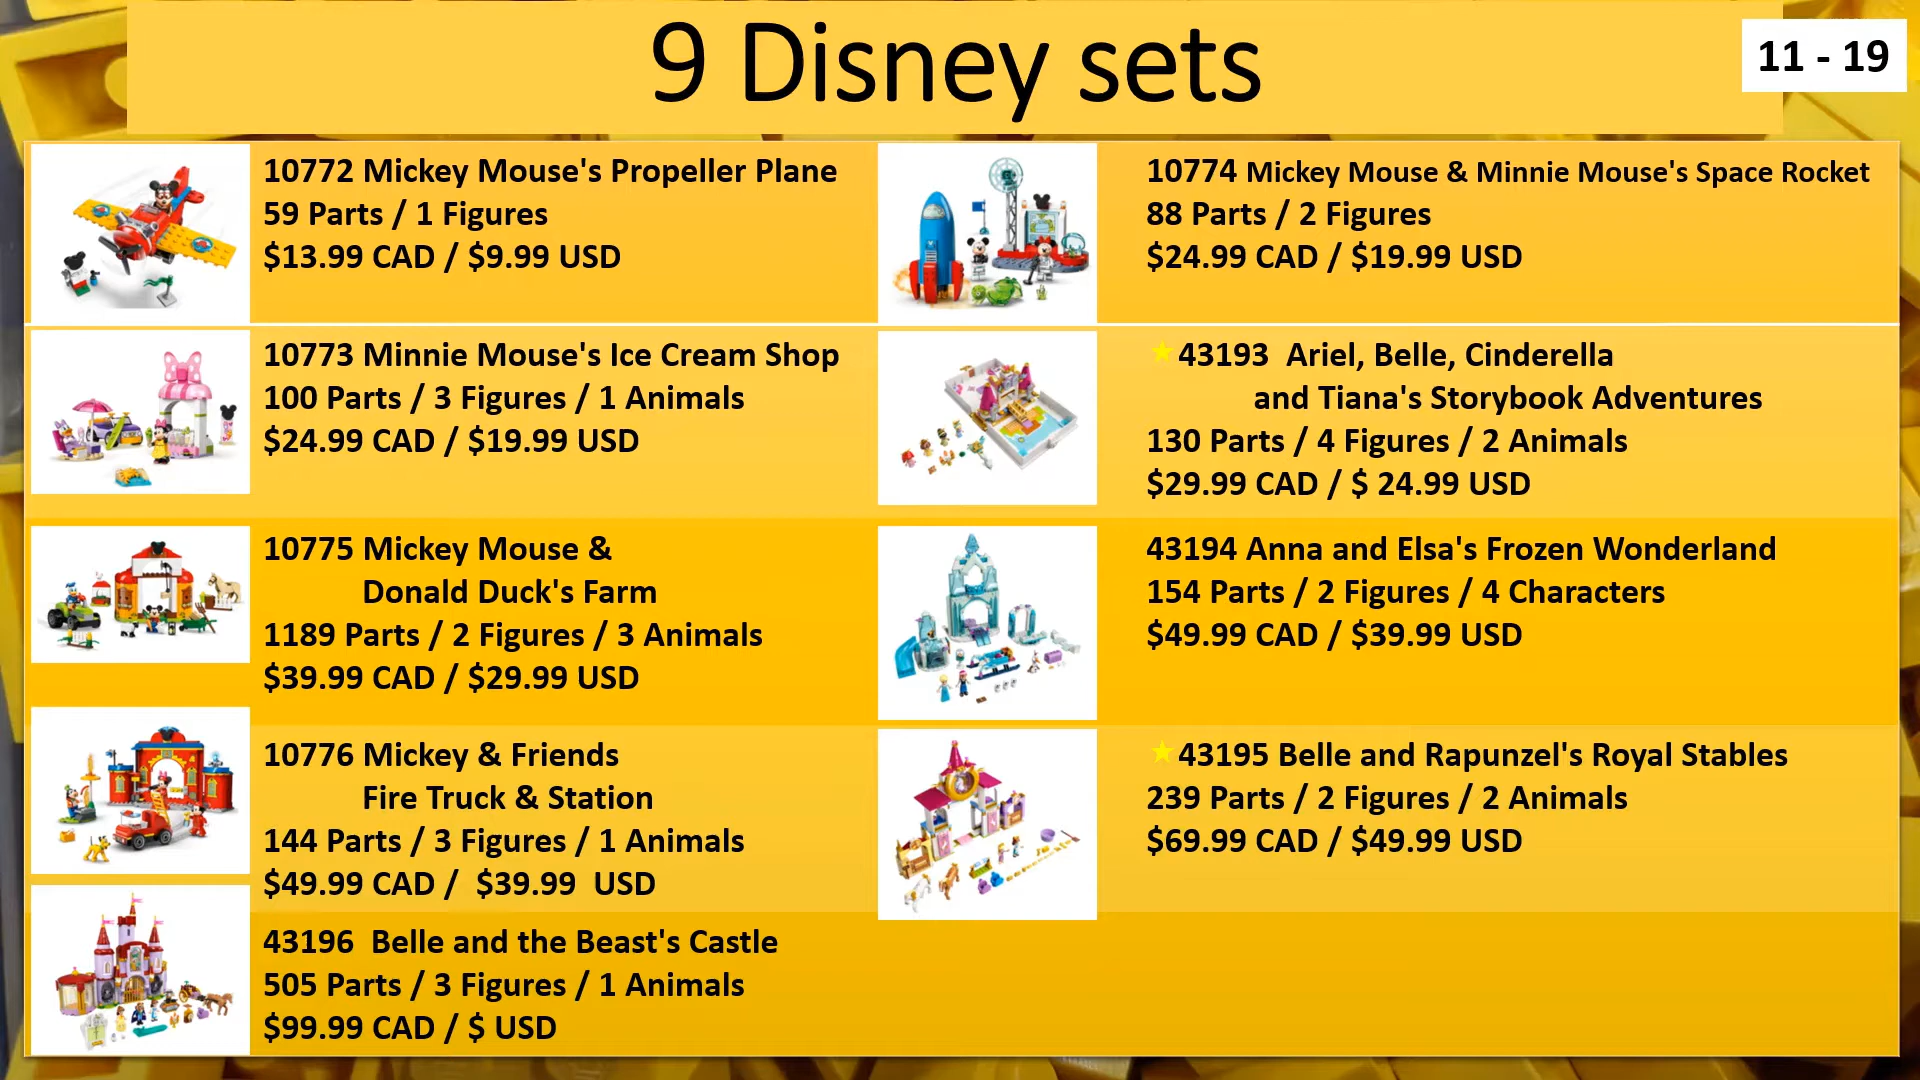 9 Disney sets
11 - 19
10772 Mickey Mouse's Propeller Plane
59 Parts / 1 Figures
$13.99 CAD / $9.99 USD
10774 Mickey Mouse & Minnie Mouse's Space Rocket
88 Parts / 2 Figures
$24.99 CAD / $19.99 USD
10773 Minnie Mouse's Ice Cream Shop
100 Parts / 3 Figures / 1 Animals
$24.99 CAD / $19.99 USD
43193 Ariel, Belle, Cinderella
and Tiana's Storybook Adventures
130 Parts / 4 Figures / 2 Animals
$29.99 CAD / $ 24.99 USD
10775 Mickey Mouse &
Donald Duck's Farm
1189 Parts / 2 Figures / 3 Animals
$39.99 CAD / $29.99 USD
43194 Anna and Elsa's Frozen Wonderland
154 Parts / 2 Figures / 4 Characters
$49.99 CAD / $39.99 USD
10776 Mickey & Friends
Fire Truck & Station
144 Parts / 3 Figures / 1 Animals
$49.99 CAD / $39.99 USD
43195 Belle and Rapunzel's Royal Stables
239 Parts / 2 Figures / 2 Animals
$69.99 CAD / $49.99 USD
43196 Belle and the Beast's Castle
505 Parts / 3 Figures / 1 Animals
$99.99 CAD / $ USD